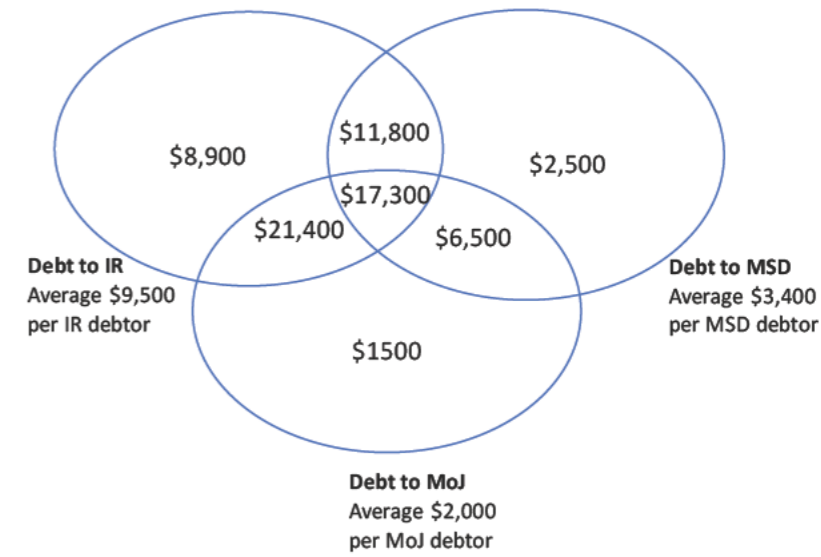 $11,800
$8,900
$2,500
$17,300
$21,400
$6,500
Debt to IR
Average $9,500
per IR debtor
Debt to MSD
Average $3,400
per MSD debtor
$1500
Debt to MoJ
Average $2,000
per MoJ debtor